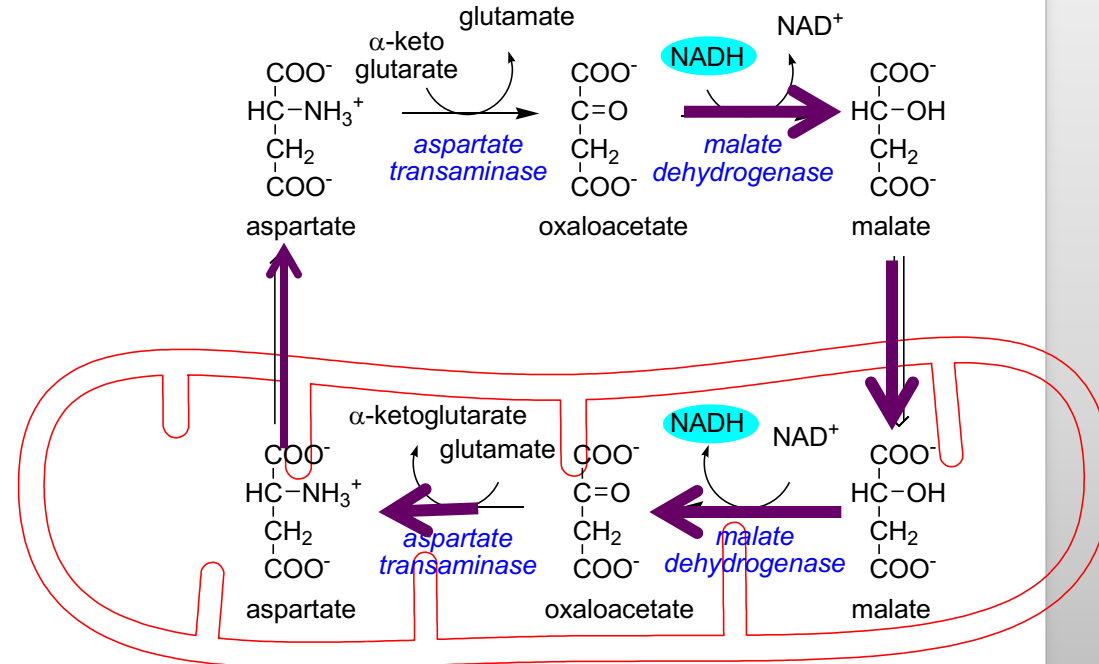 glutamate
NAD⁺
α-keto
glutarate
NADH
COO⁻
HC–NH₃⁺
CH₂
COO⁻
aspartate
aspartate
transaminase
COO⁻
C=O
CH₂
COO⁻
oxaloacetate
malate
dehydrogenase
COO⁻
HC–OH
CH₂
COO⁻
malate
α-ketoglutarate
glutamate
NADH
NAD⁺
COO⁻
HC–NH₃⁺
CH₂
COO⁻
aspartate
aspartate
transaminase
COO⁻
C=O
CH₂
COO⁻
oxaloacetate
malate
dehydrogenase
COO⁻
HC–OH
CH₂
COO⁻
malate